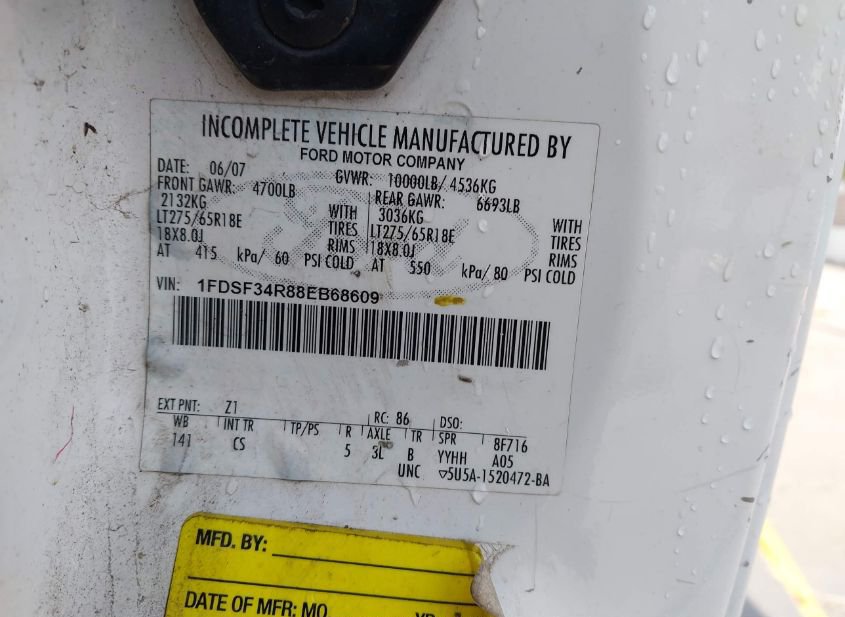 INCOMPLETE VEHICLE MANUFACTURED BY
FORD MOTOR COMPANY
DATE: 06/07 GVWR: 10000LB/ 4536KG
FRONT GAWR: 4700LB REAR GAWR: 6693LB
2132KG WITH 3036KG WITH
LT275/65R18E TIRES LT275/65R18E TIRES
18X8.0J RIMS 18X8.0J RIMS
AT 415 kPa/ 60 PSI COLD AT 550 kPa/ 80 PSI COLD
VIN: 1FDSF34R88EB68609
EXT PNT: Z1 RC: 86 DSO:
WB INT TR TP/PS R AXLE TR SPR 8F716
141 CS 5 3L B YYHH A05
UNC ▽5U5A-1520472-BA
MFD. BY:
DATE OF MFR: MO. YR.